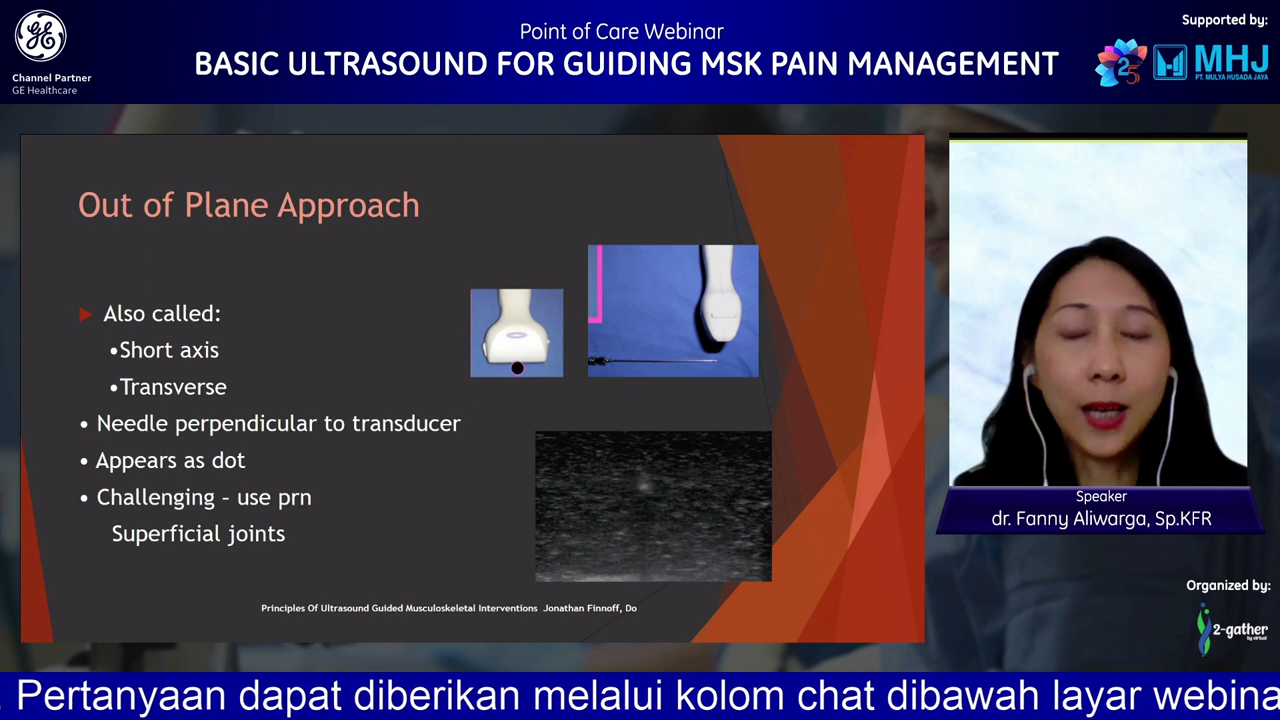 Channel Partner
GE Healthcare
Point of Care Webinar
BASIC ULTRASOUND FOR GUIDING MSK PAIN MANAGEMENT
Supported by:
25
MHJ
PT. MULYA HUSADA JAYA
Out of Plane Approach
Also called:
•Short axis
•Transverse
• Needle perpendicular to transducer
• Appears as dot
• Challenging – use prn
Superficial joints
Principles Of Ultrasound Guided Musculoskeletal Interventions Jonathan Finnoff, Do
Speaker
dr. Fanny Aliwarga, Sp.KFR
Organized by:
2-gather
by virtual
Pertanyaan dapat diberikan melalui kolom chat dibawah layar webina